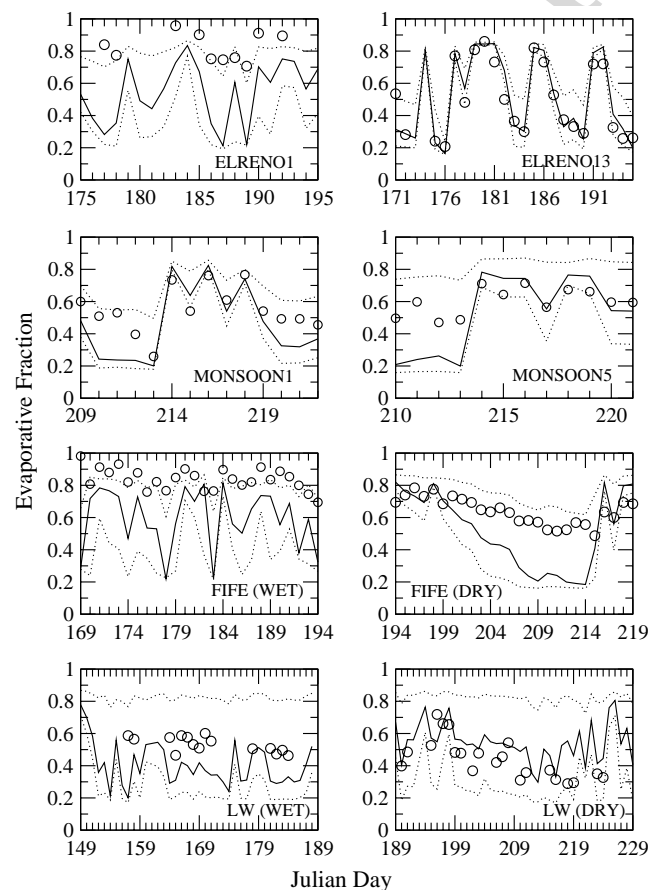 1
0.8
0.6
0.4
0.2
0
175 180 185 190 195
ELRENO1
1
0.8
0.6
0.4
0.2
0
171 176 181 186 191
ELRENO13
1
0.8
0.6
0.4
0.2
0
209 214 219
MONSOON1
1
0.8
0.6
0.4
0.2
0
210 215 220
MONSOON5
Evaporative Fraction
1
0.8
0.6
0.4
0.2
0
169 174 179 184 189 194
FIFE (WET)
1
0.8
0.6
0.4
0.2
0
194 199 204 209 214 219
FIFE (DRY)
1
0.8
0.6
0.4
0.2
0
149 159 169 179 189
LW (WET)
1
0.8
0.6
0.4
0.2
0
189 199 209 219 229
LW (DRY)
Julian Day